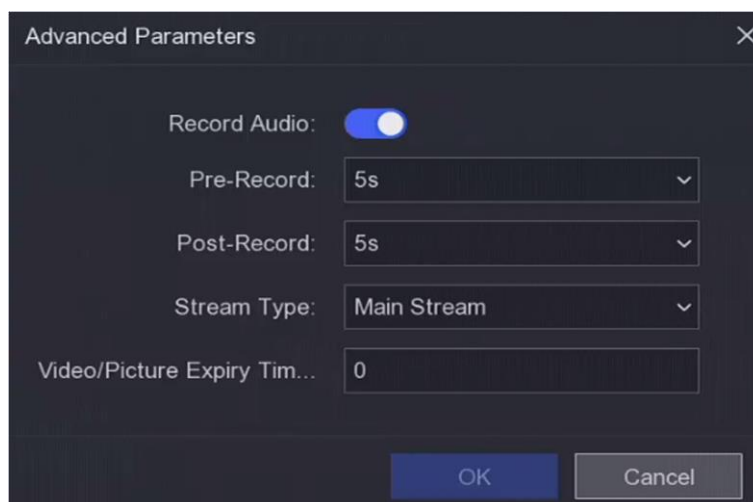 Advanced Parameters
Record Audio:
Pre-Record: 5s
Post-Record: 5s
Stream Type: Main Stream
Video/Picture Expiry Tim... 0
OK Cancel